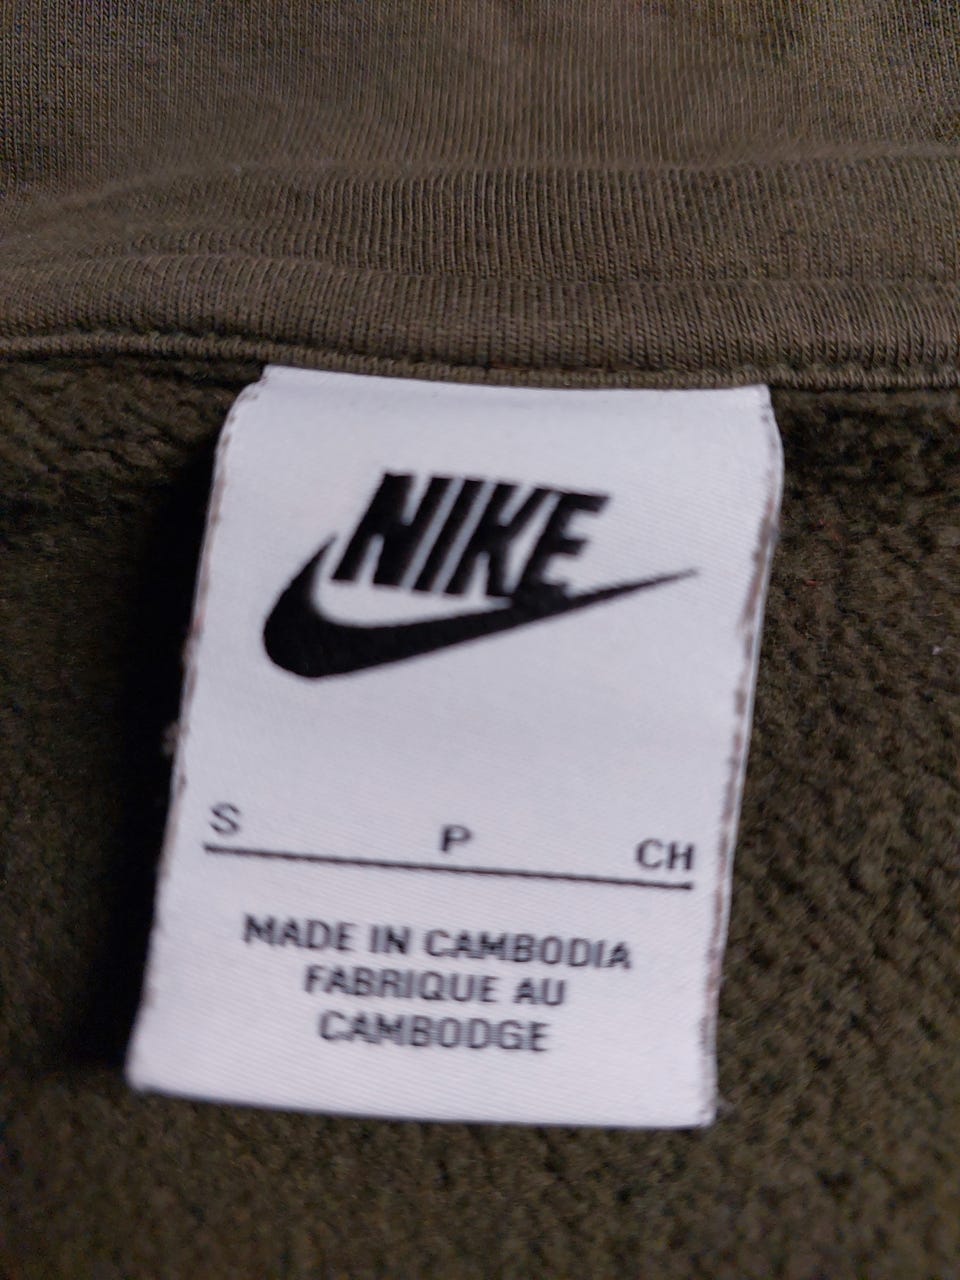 NIKE
S P CH
MADE IN CAMBODIA
FABRIQUE AU
CAMBODGE